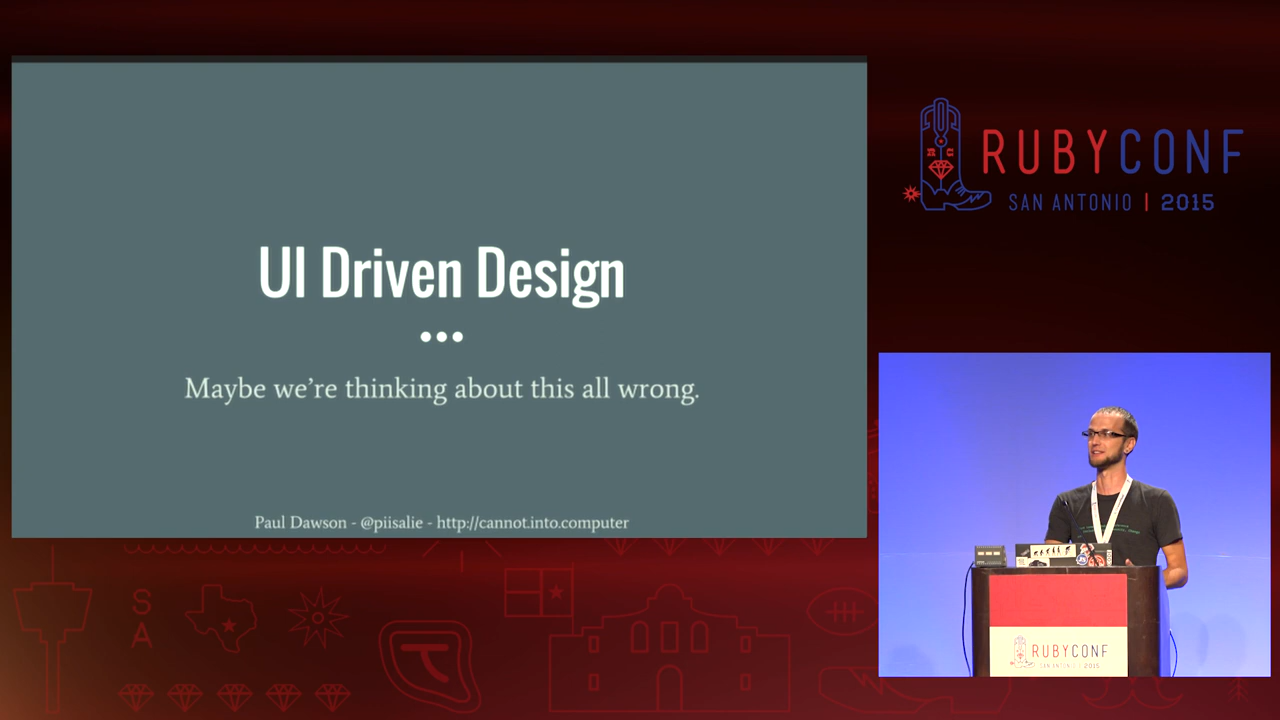 UI Driven Design
Maybe we're thinking about this all wrong.
Paul Dawson - @piisalie - http://cannot.into.computer
RUBYCONF
SAN ANTONIO | 2015
SA
RUBYCONF
SAN ANTONIO | 2015